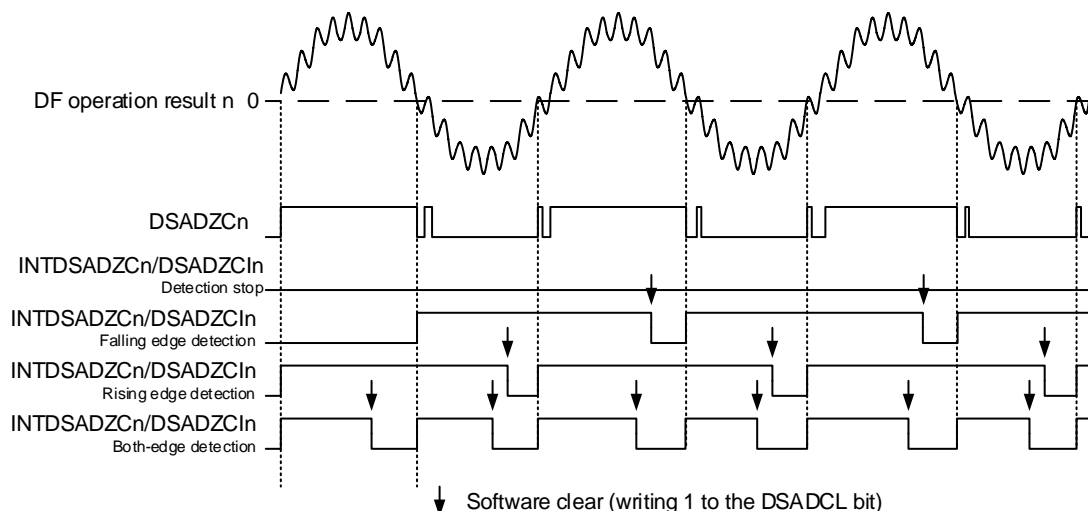 DF operation result n 0
DSADZCn
INTDSADZCn/DSADZCIn
Detection stop
INTDSADZCn/DSADZCIn
Falling edge detection
INTDSADZCn/DSADZCIn
Rising edge detection
INTDSADZCn/DSADZCIn
Both-edge detection
Software clear (writing 1 to the DSADCL bit)